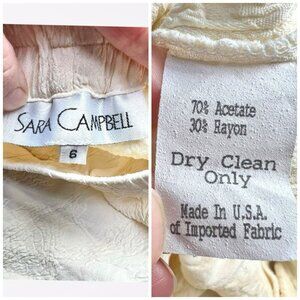 SARA CAMPBELL
6
70% Acetate
30% Rayon
Dry Clean
Only
Made In U.S.A.
of Imported Fabric